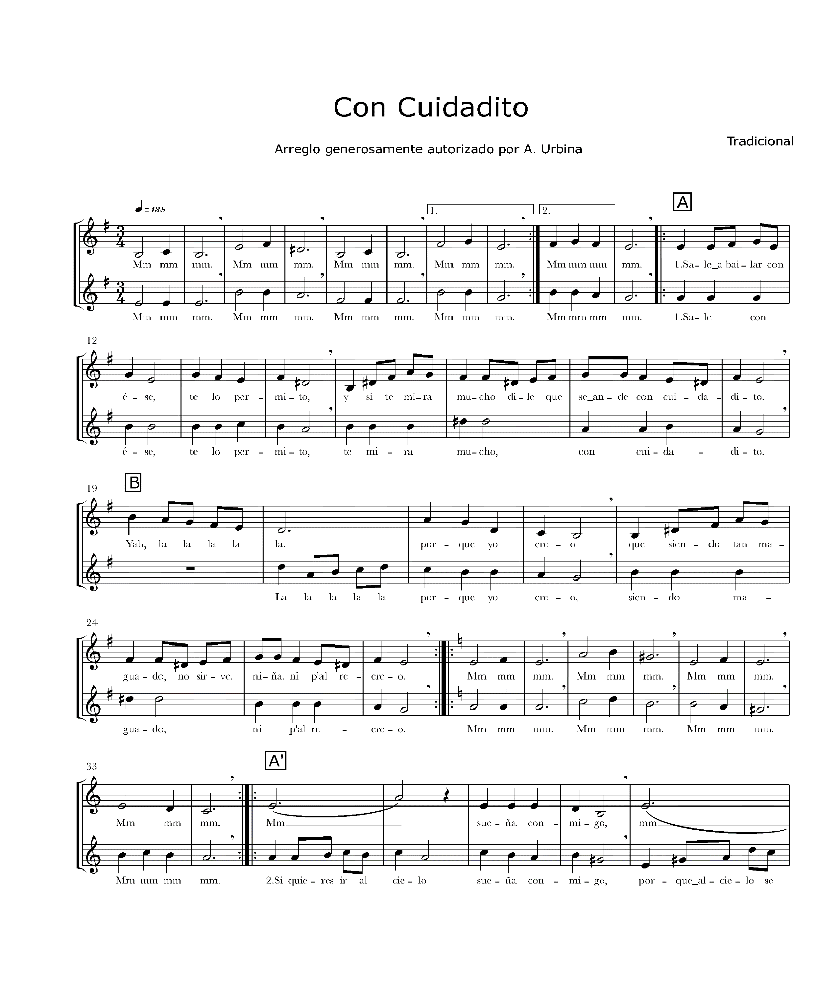 Con Cuidadito
Tradicional
Arreglo generosamente autorizado por A. Urbina
A
= 138
1. 2.
3 4
Mm mm mm. Mm mm mm. Mm mm mm. Mm mm mm. Mm mm mm mm. 1.Sa- le_a bai- lar con
3 4
Mm mm mm. Mm mm mm. Mm mm mm. Mm mm mm. Mm mm mm mm. 1.Sa- le con
12
é- se, te lo per- mi- to, y si te mi- ra mu- cho di- le que se_an- de con cui- da- di- to.
é- se, te lo per- mi- to, te mi- ra mu- cho, con cui- da- di- to.
B
19
Yah, la la la la la. por- que yo cre- o que sien- do tan ma-
La la la la la por- que yo cre- o, sien- do ma-
24
gua- do, no sir- ve, ni- ña, ni p'al re- cre- o. Mm mm mm. Mm mm mm. Mm mm mm.
gua- do, ni p'al re- cre- o. Mm mm mm. Mm mm mm. Mm mm mm.
A'
33
Mm mm mm. Mm sue- ña con- mi- go, mm
Mm mm mm mm. 2.Si quie- res ir al cie- lo sue- ña con- mi- go, por- que_al- cie- lo se